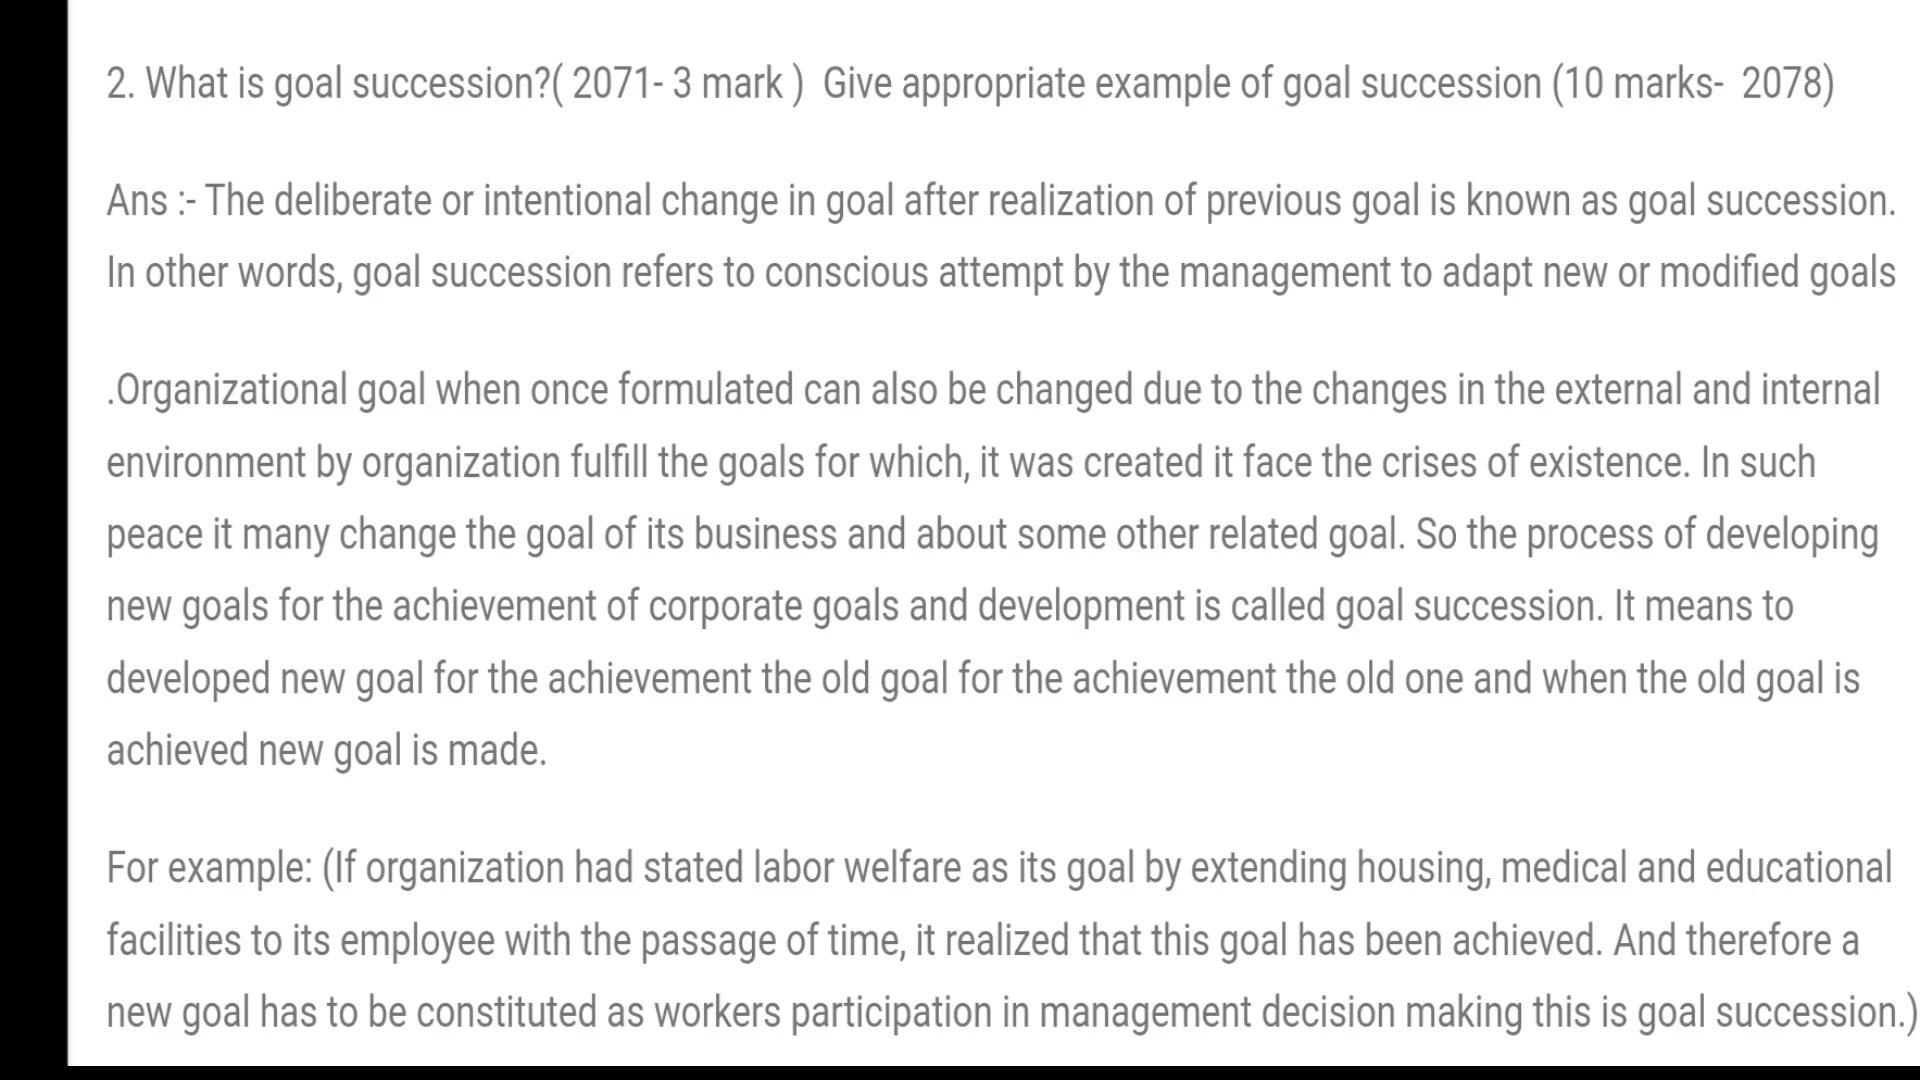 2. What is goal succession?( 2071- 3 mark )  Give appropriate example of goal succession (10 marks-  2078)
Ans :- The deliberate or intentional change in goal after realization of previous goal is known as goal succession.
In other words, goal succession refers to conscious attempt by the management to adapt new or modified goals
.Organizational goal when once formulated can also be changed due to the changes in the external and internal
environment by organization fulfill the goals for which, it was created it face the crises of existence. In such
peace it many change the goal of its business and about some other related goal. So the process of developing
new goals for the achievement of corporate goals and development is called goal succession. It means to
developed new goal for the achievement the old goal for the achievement the old one and when the old goal is
achieved new goal is made.
For example: (If organization had stated labor welfare as its goal by extending housing, medical and educational
facilities to its employee with the passage of time, it realized that this goal has been achieved. And therefore a
new goal has to be constituted as workers participation in management decision making this is goal succession.)